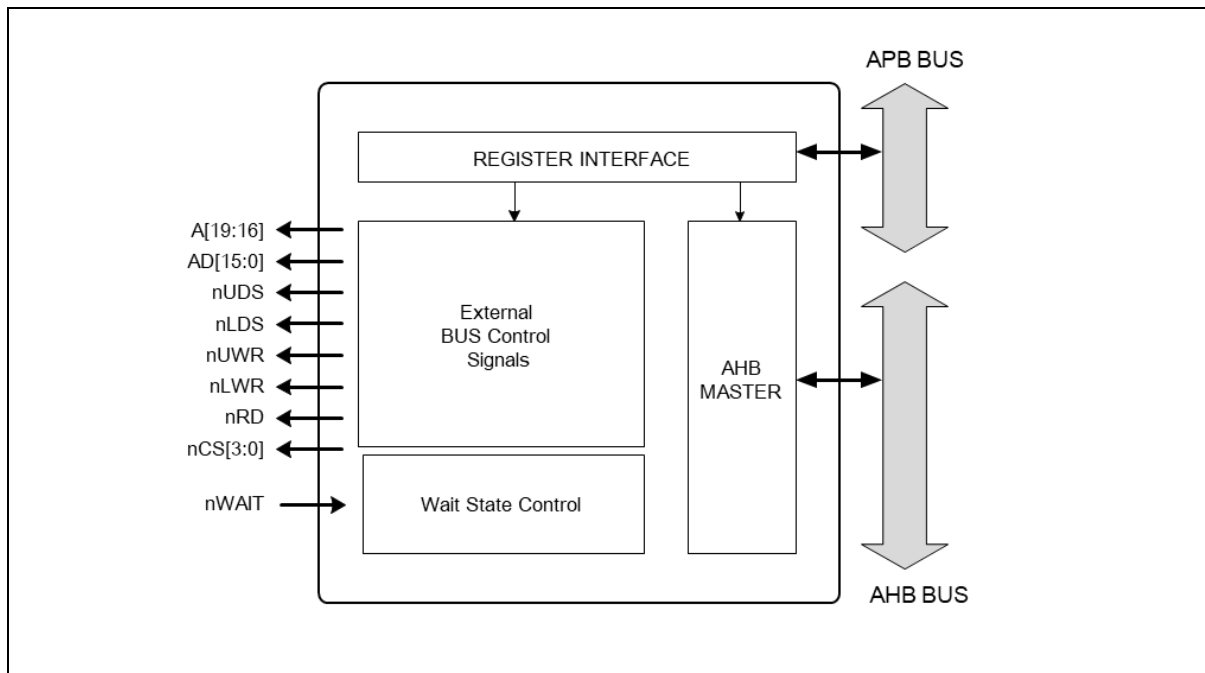 APB BUS
REGISTER INTERFACE
A[19:16]
AD[15:0]
nUDS
nLDS
nUWR
nLWR
nRD
nCS[3:0]
nWAIT
External
BUS Control
Signals
Wait State Control
AHB
MASTER
AHB BUS